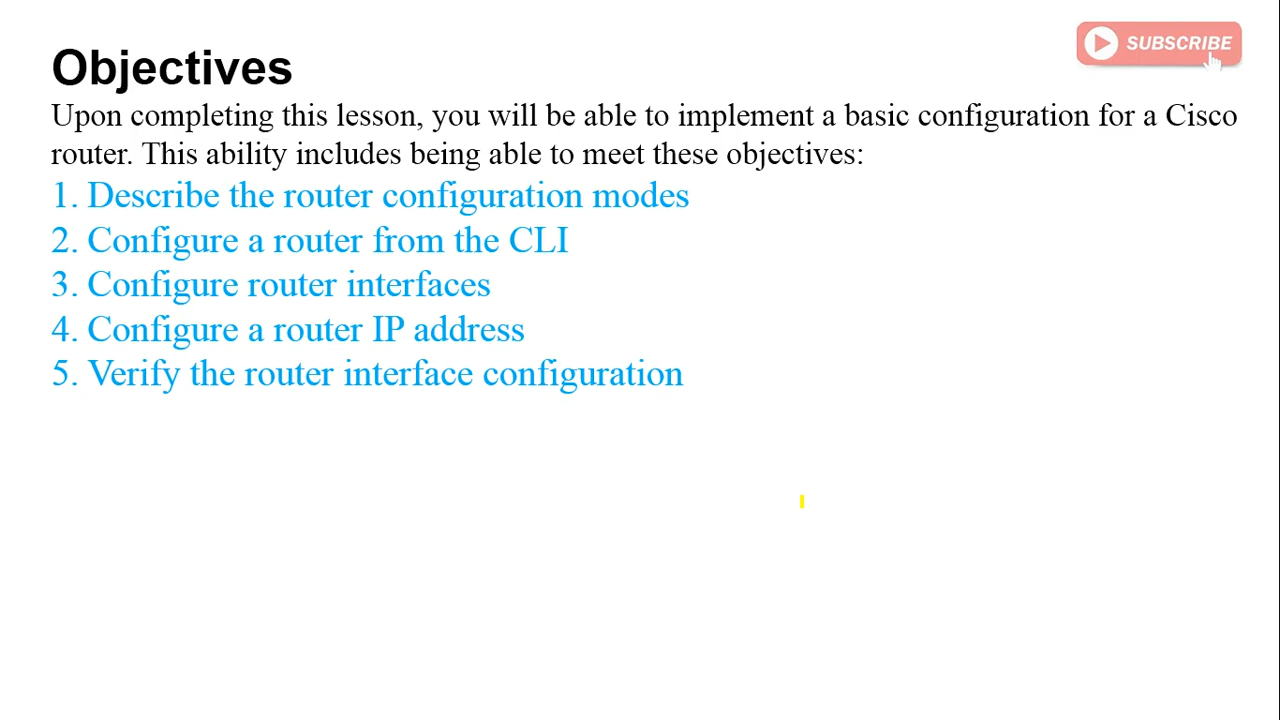 SUBSCRIBE
Objectives
Upon completing this lesson, you will be able to implement a basic configuration for a Cisco
router. This ability includes being able to meet these objectives:
1. Describe the router configuration modes
2. Configure a router from the CLI
3. Configure router interfaces
4. Configure a router IP address
5. Verify the router interface configuration